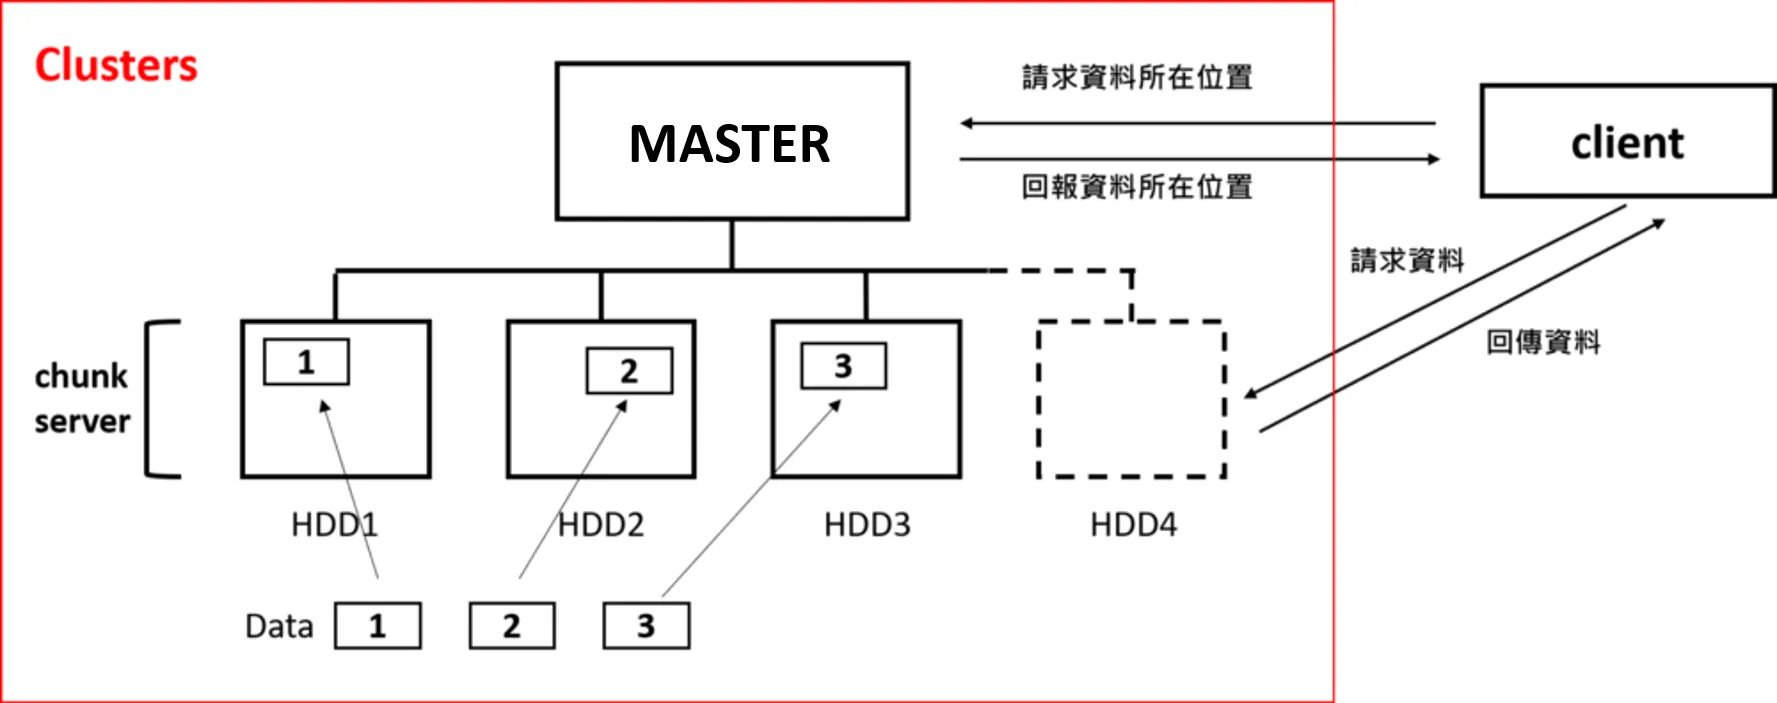 Clusters
MASTER
請求資料所在位置
回報資料所在位置
client
請求資料
回傳資料
chunk
server
1
2
3
HDD1
HDD2
HDD3
HDD4
Data
1
2
3